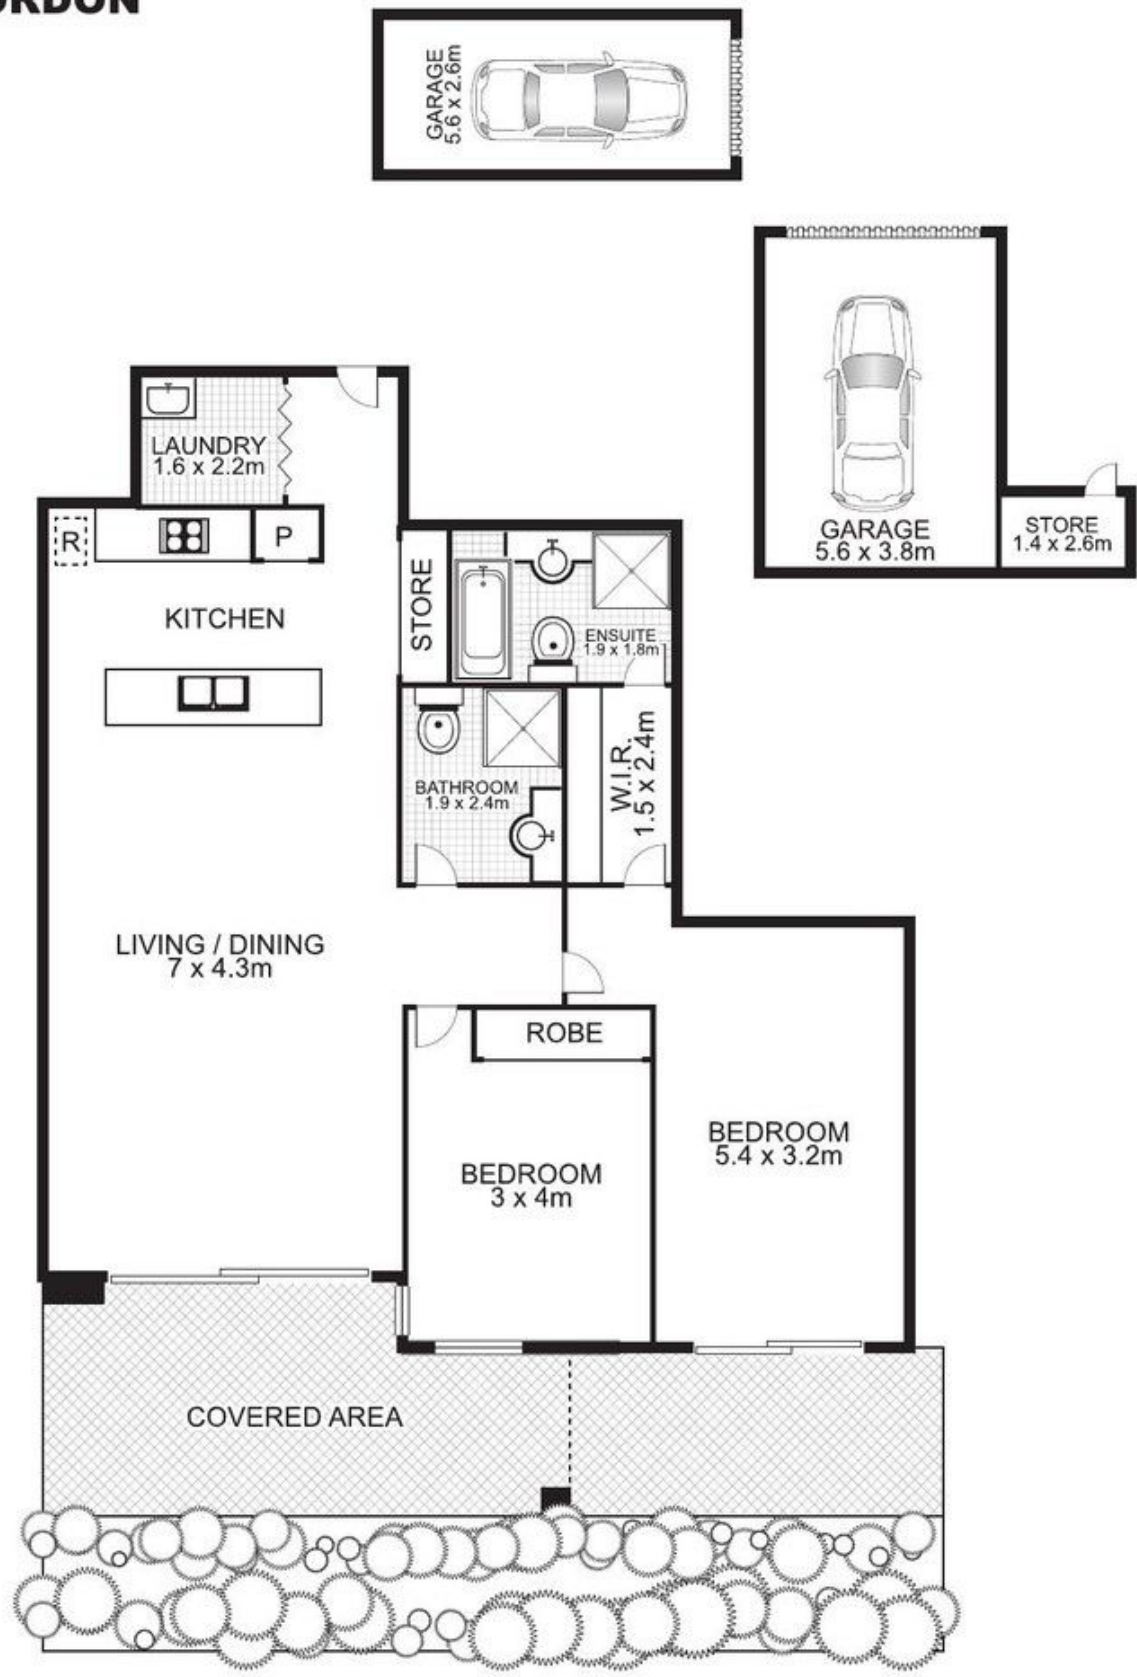 GARAGE
5.6 x 2.6m
LAUNDRY
1.6 x 2.2m
GARAGE
5.6 x 3.8m
STORE
1.4 x 2.6m
R
P
KITCHEN
STORE
ENSUITE
1.9 x 1.8m
W.I.R.
1.5 x 2.4m
BATHROOM
1.9 x 2.4m
LIVING / DINING
7 x 4.3m
ROBE
BEDROOM
3 x 4m
BEDROOM
5.4 x 3.2m
COVERED AREA